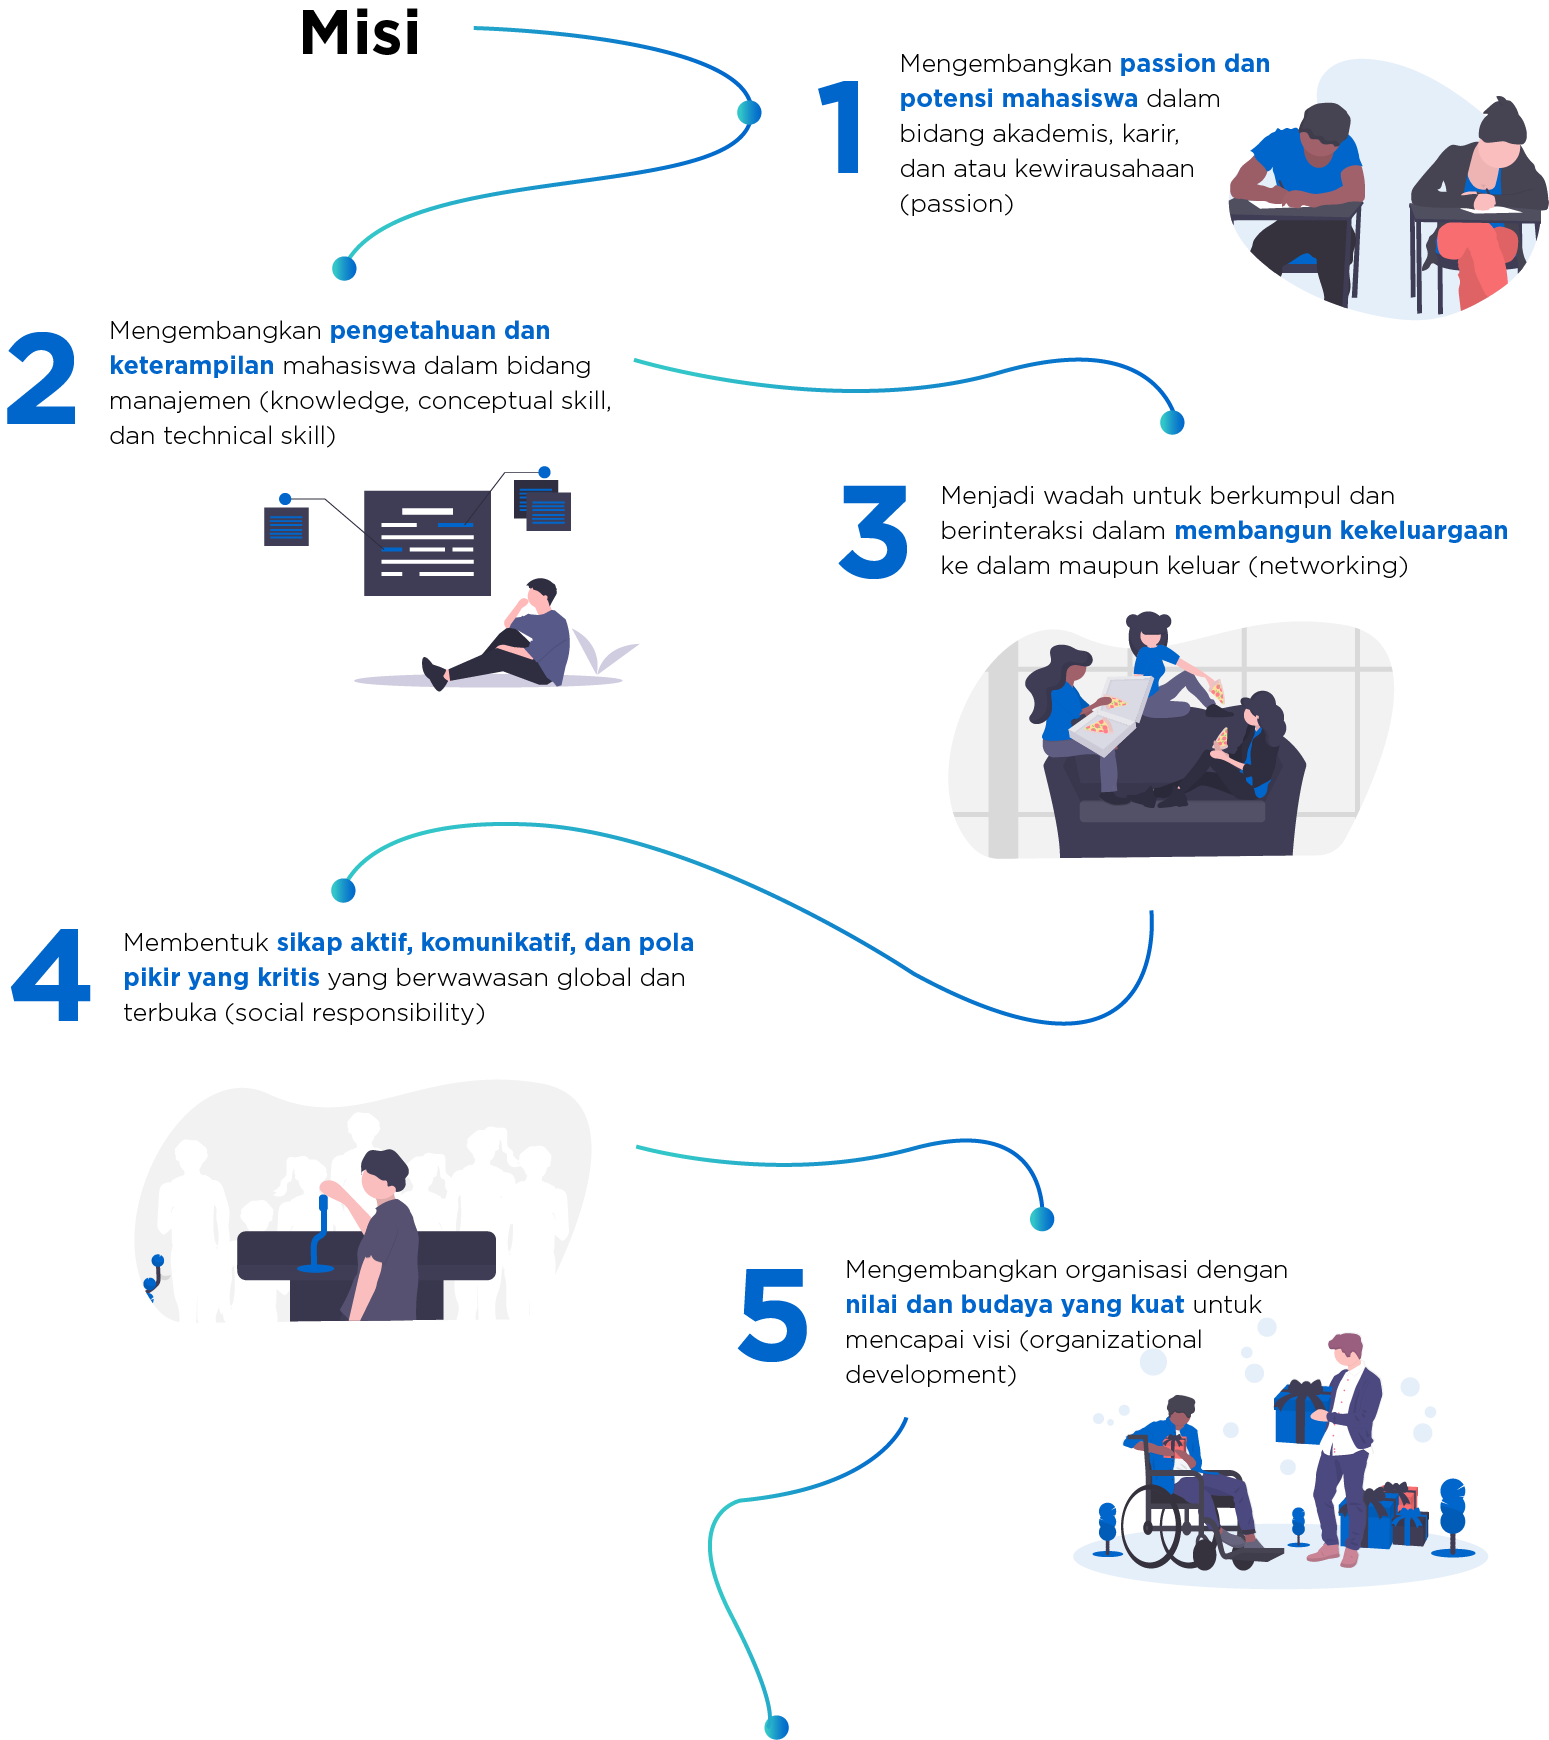 Misi
1
Mengembangkan passion dan
potensi mahasiswa dalam
bidang akademis, karir,
dan atau kewirausahaan
(passion)
2
Mengembangkan pengetahuan dan
keterampilan mahasiswa dalam bidang
manajemen (knowledge, conceptual skill,
dan technical skill)
3
Menjadi wadah untuk berkumpul dan
berinteraksi dalam membangun kekeluargaan
ke dalam maupun keluar (networking)
4
Membentuk sikap aktif, komunikatif, dan pola
pikir yang kritis yang berwawasan global dan
terbuka (social responsibility)
5
Mengembangkan organisasi dengan
nilai dan budaya yang kuat untuk
mencapai visi (organizational
development)